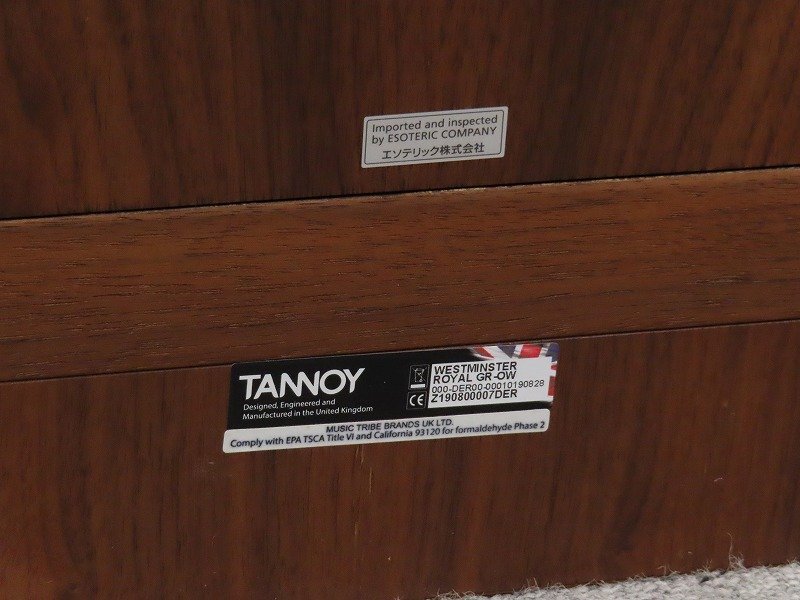 Imported and inspected
by ESOTERIC COMPANY
エソテリック株式会社
TANNOY
Designed, Engineered and
Manufactured in the United Kingdom
CE
WESTMINSTER
ROYAL GR-OW
000-DER00-00010190828
Z190800007DER
MUSIC TRIBE BRANDS UK LTD.
Comply with EPA TSCA Title VI and California 93120 for formaldehyde Phase 2